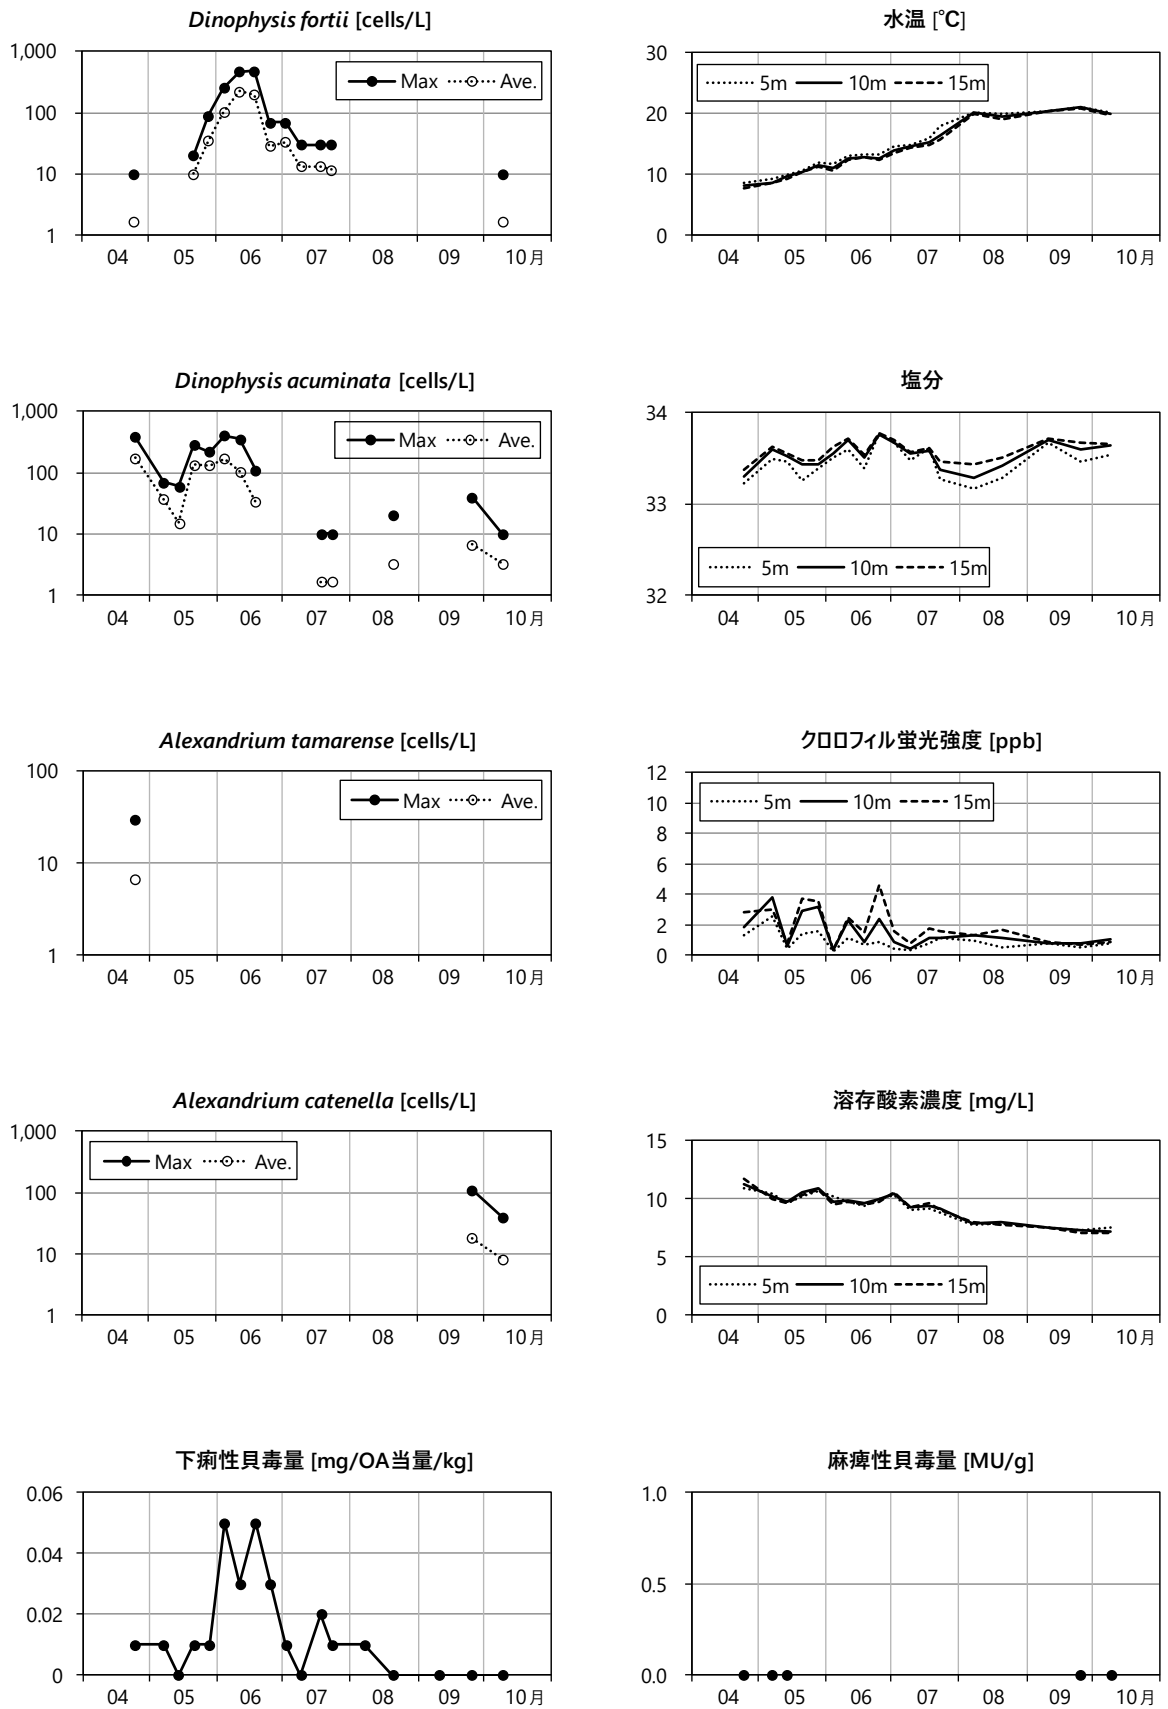 Dinophysis fortii [cells/L]
1,000
100
10
1
Max Ave.
04 05 06 07 08 09 10月
水温 [℃]
30
20
10
0
5m 10m 15m
04 05 06 07 08 09 10月
Dinophysis acuminata [cells/L]
1,000
100
10
1
Max Ave.
04 05 06 07 08 09 10月
塩分
34
33
32
5m 10m 15m
04 05 06 07 08 09 10月
Alexandrium tamarense [cells/L]
100
10
1
Max Ave.
04 05 06 07 08 09 10月
クロロフィル蛍光強度 [ppb]
12
10
8
6
4
2
0
5m 10m 15m
04 05 06 07 08 09 10月
Alexandrium catenella [cells/L]
1,000
100
10
1
Max Ave.
04 05 06 07 08 09 10月
溶存酸素濃度 [mg/L]
15
10
5
0
5m 10m 15m
04 05 06 07 08 09 10月
下痢性貝毒量 [mg/OA当量/kg]
0.06
0.04
0.02
0
04 05 06 07 08 09 10月
麻痺性貝毒量 [MU/g]
1.0
0.5
0.0
04 05 06 07 08 09 10月